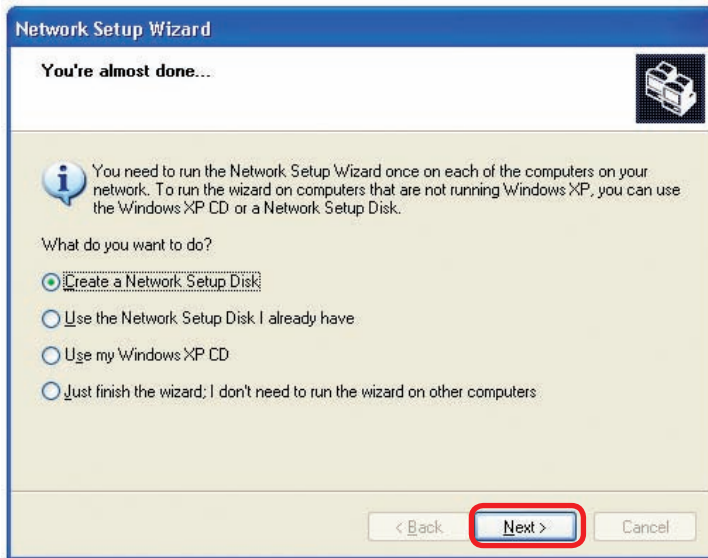 Network Setup Wizard
You're almost done...
You need to run the Network Setup Wizard once on each of the computers on your
network. To run the wizard on computers that are not running Windows XP, you can use
the Windows XP CD or a Network Setup Disk.
What do you want to do?
Create a Network Setup Disk
Use the Network Setup Disk I already have
Use my Windows XP CD
Just finish the wizard; I don't need to run the wizard on other computers
< Back
Next >
Cancel